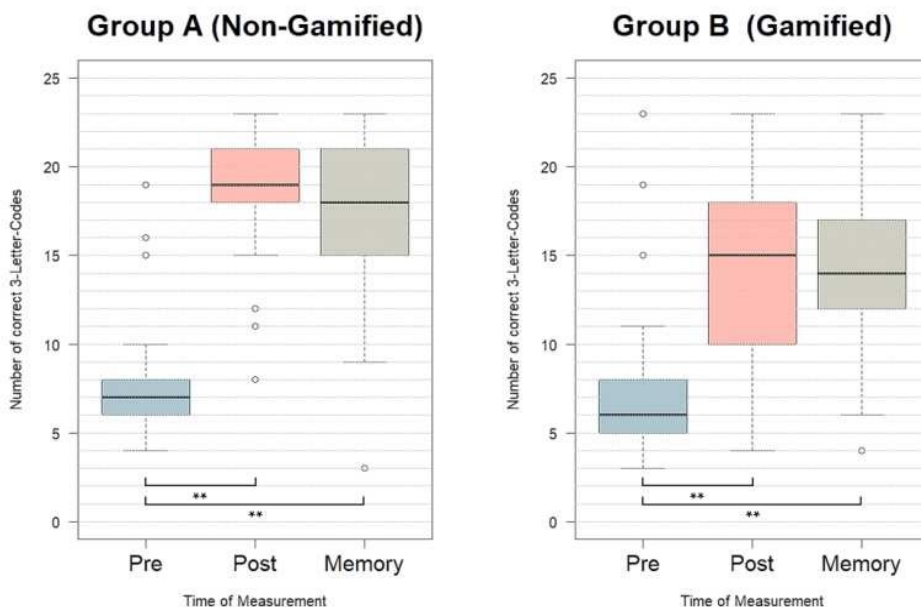 Group A (Non-Gamified)
Number of correct 3-Letter-Codes
25
20
15
10
5
0
**
**
Pre Post Memory
Time of Measurement
Group B (Gamified)
Number of correct 3-Letter-Codes
25
20
15
10
5
0
**
**
Pre Post Memory
Time of Measurement